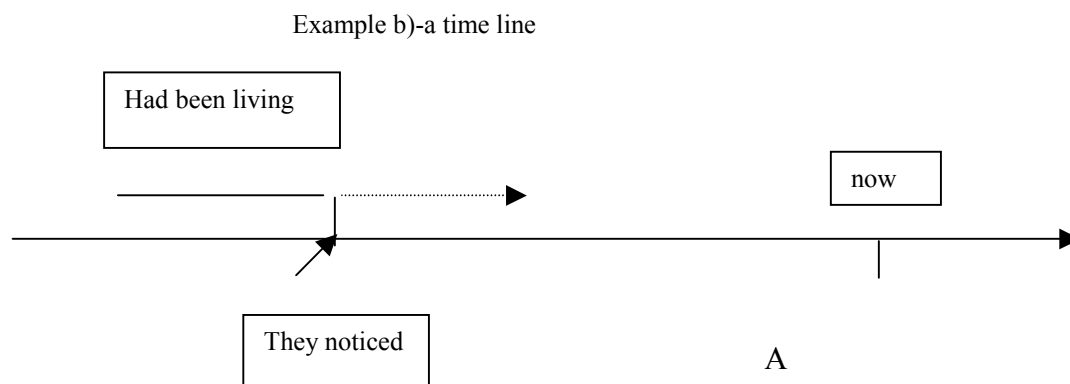 Example b)-a time line
Had been living
now
They noticed
A